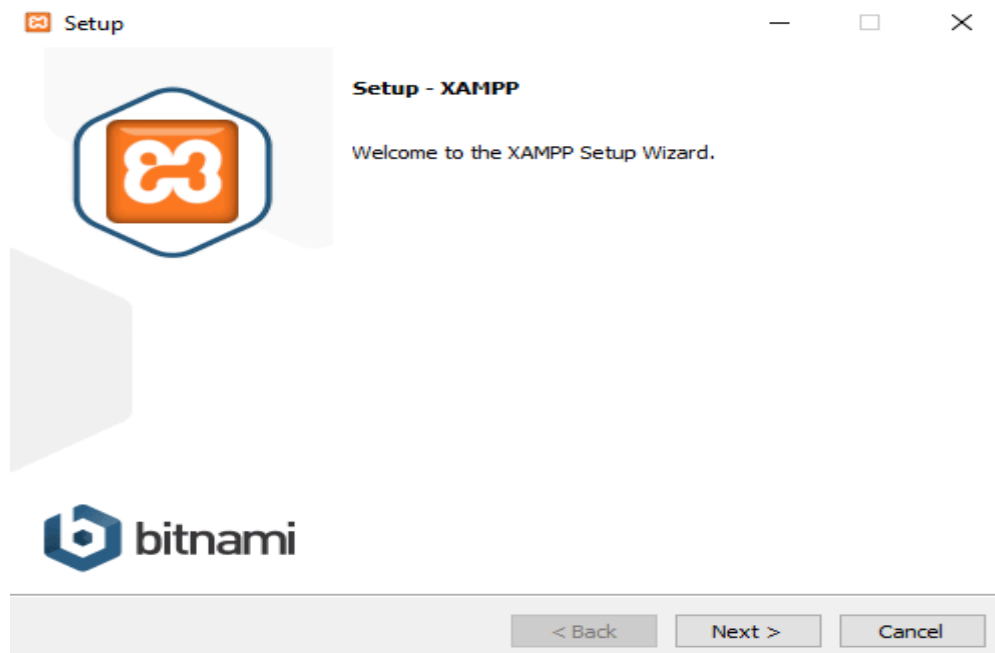 Setup
Setup - XAMPP
Welcome to the XAMPP Setup Wizard.
bitnami
< Back
Next >
Cancel